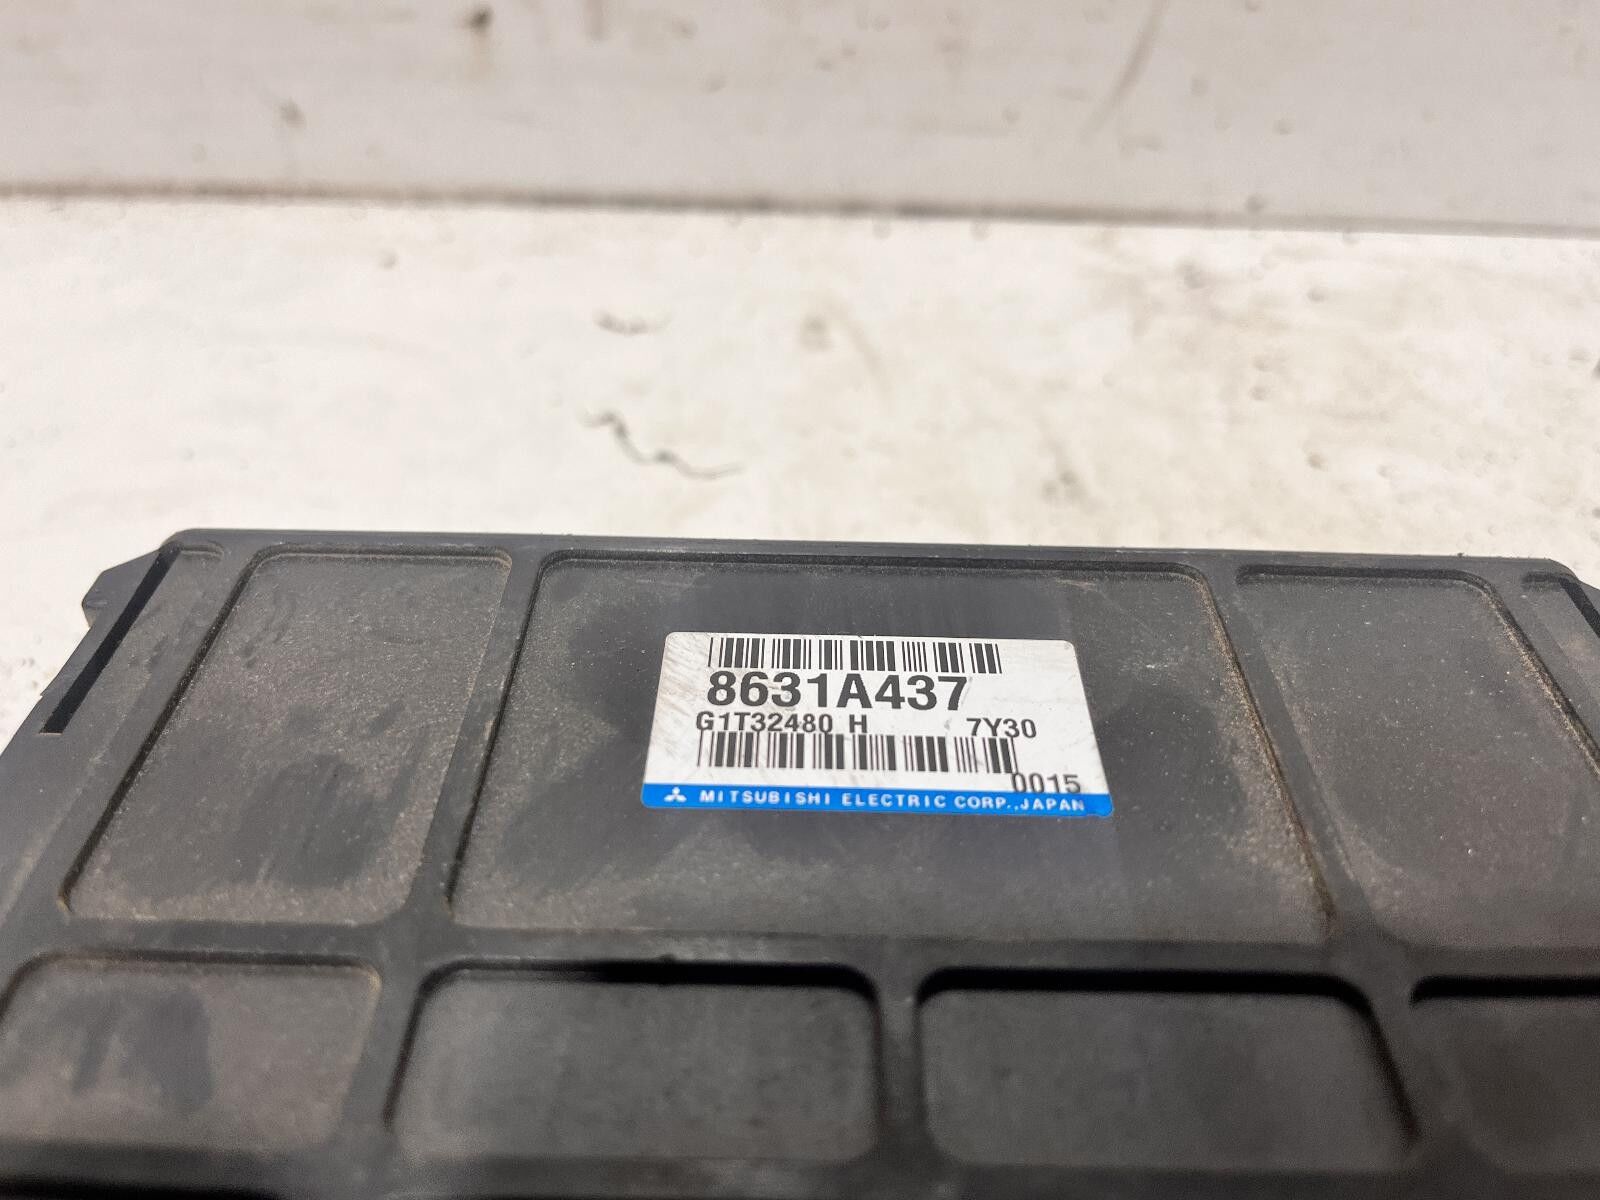 8631A437
G1T32480 H 7Y30
0015
MITSUBISHI ELECTRIC CORP.,JAPAN